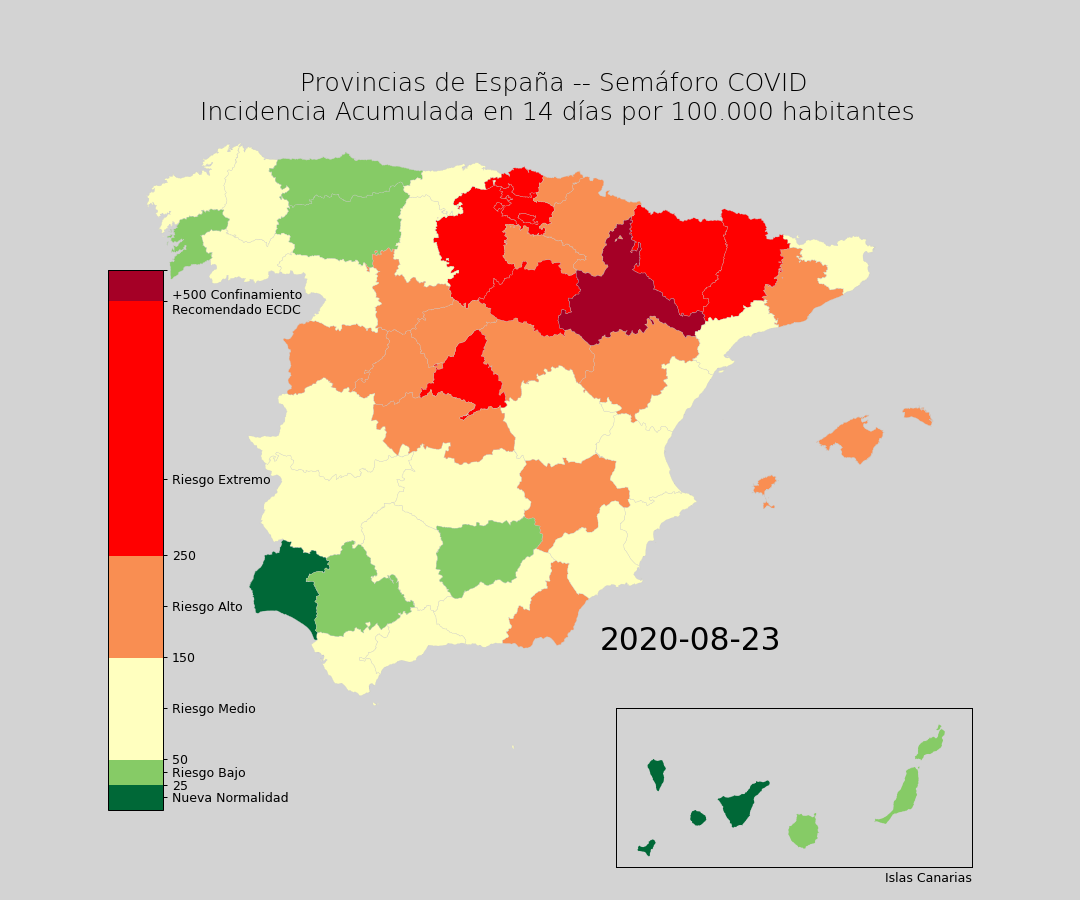 Provincias de España -- Semáforo COVID
Incidencia Acumulada en 14 días por 100.000 habitantes
+500 Confinamiento
Recomendado ECDC
Riesgo Extremo
250
Riesgo Alto
150
Riesgo Medio
50
Riesgo Bajo
25
Nueva Normalidad
2020-08-23
Islas Canarias